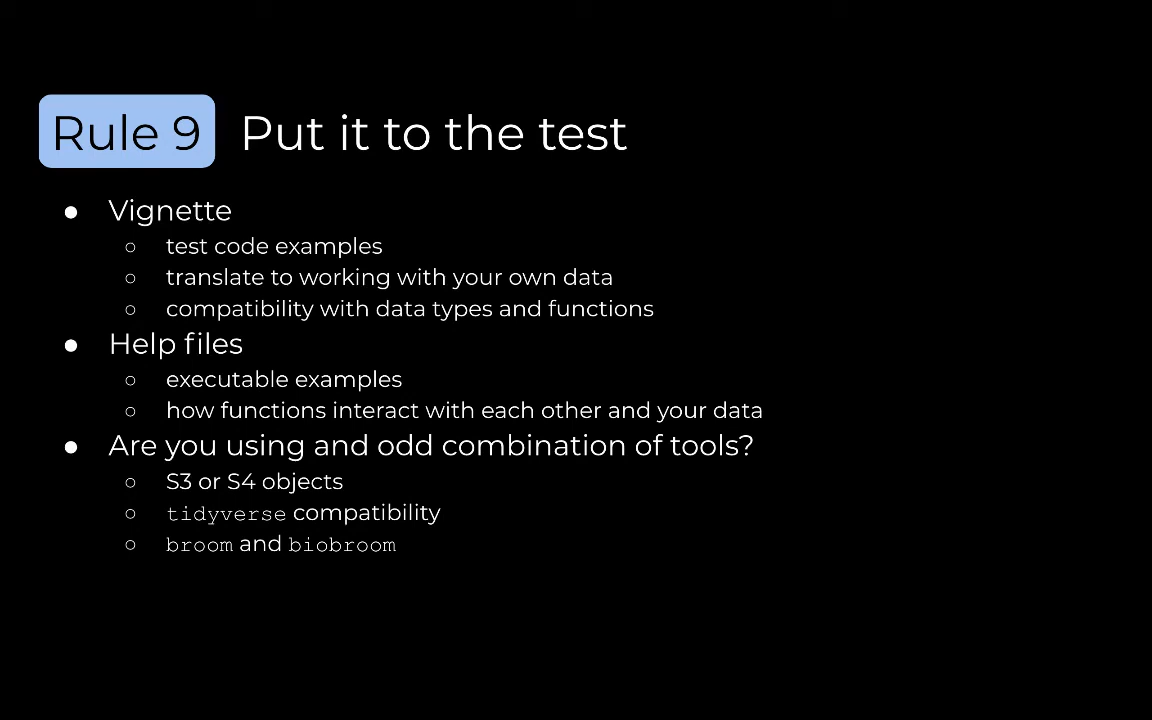 Rule 9 Put it to the test
● Vignette
○ test code examples
○ translate to working with your own data
○ compatibility with data types and functions
● Help files
○ executable examples
○ how functions interact with each other and your data
● Are you using and odd combination of tools?
○ S3 or S4 objects
○ tidyverse compatibility
○ broom and biobroom